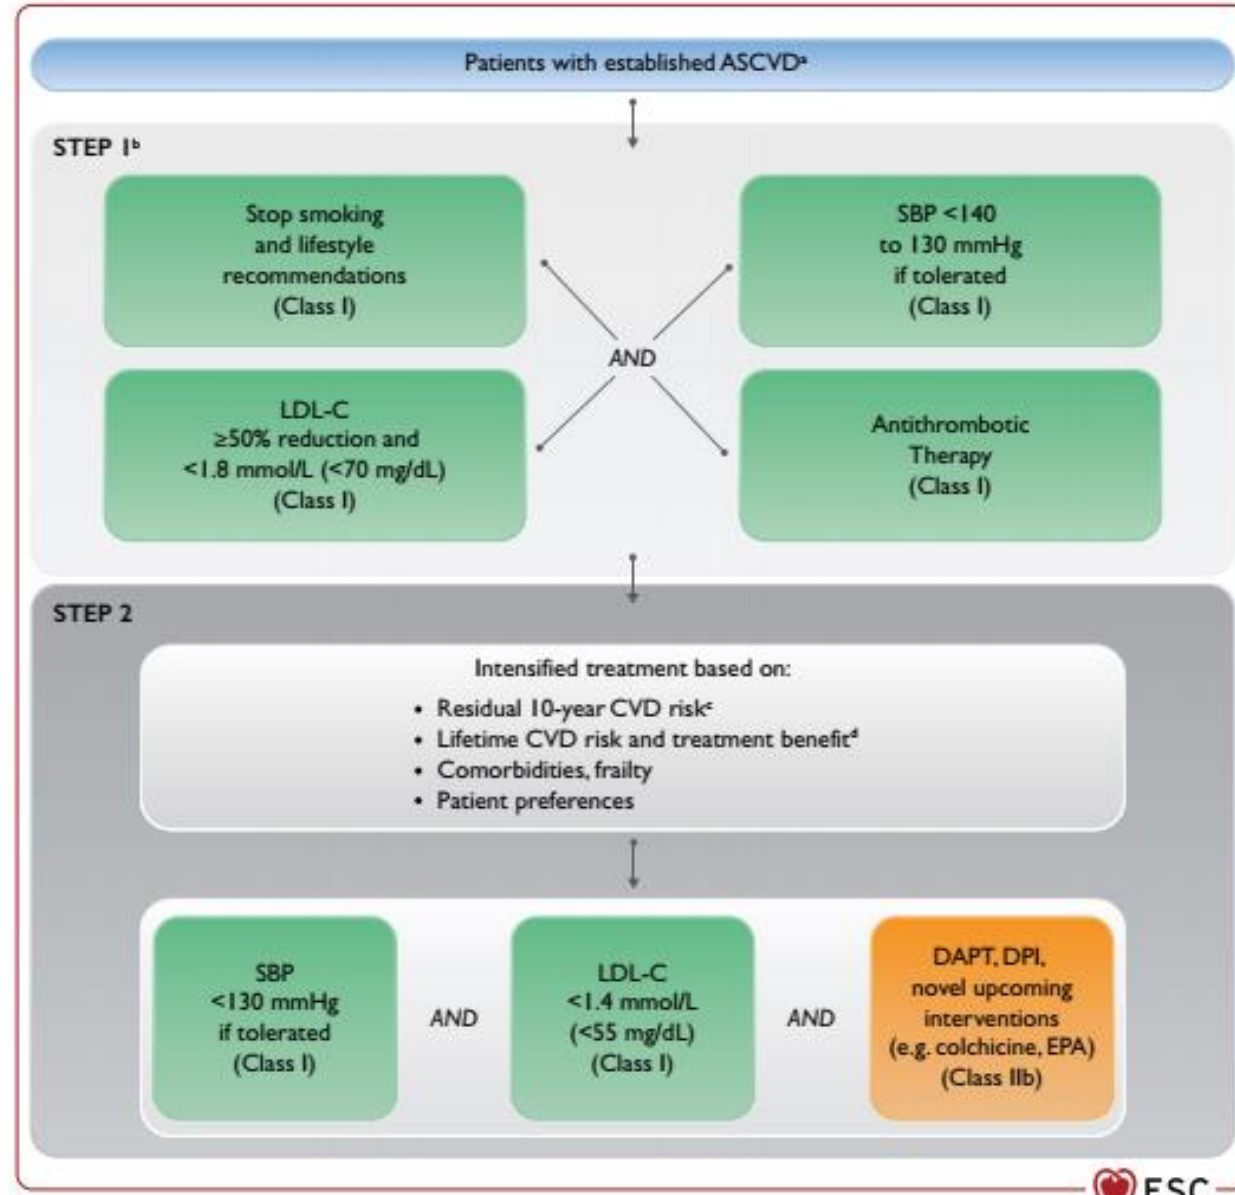 Patients with established ASCVDᵃ
STEP 1ᵇ
Stop smoking
and lifestyle
recommendations
(Class I)
SBP <140
to 130 mmHg
if tolerated
(Class I)
AND
LDL-C
≥50% reduction and
<1.8 mmol/L (<70 mg/dL)
(Class I)
Antithrombotic
Therapy
(Class I)
STEP 2
Intensified treatment based on:
• Residual 10-year CVD riskᶜ
• Lifetime CVD risk and treatment benefitᵈ
• Comorbidities, frailty
• Patient preferences
SBP
<130 mmHg
if tolerated
(Class I)
AND
LDL-C
<1.4 mmol/L
(<55 mg/dL)
(Class I)
AND
DAPT, DPI,
novel upcoming
interventions
(e.g. colchicine, EPA)
(Class IIb)
ESC